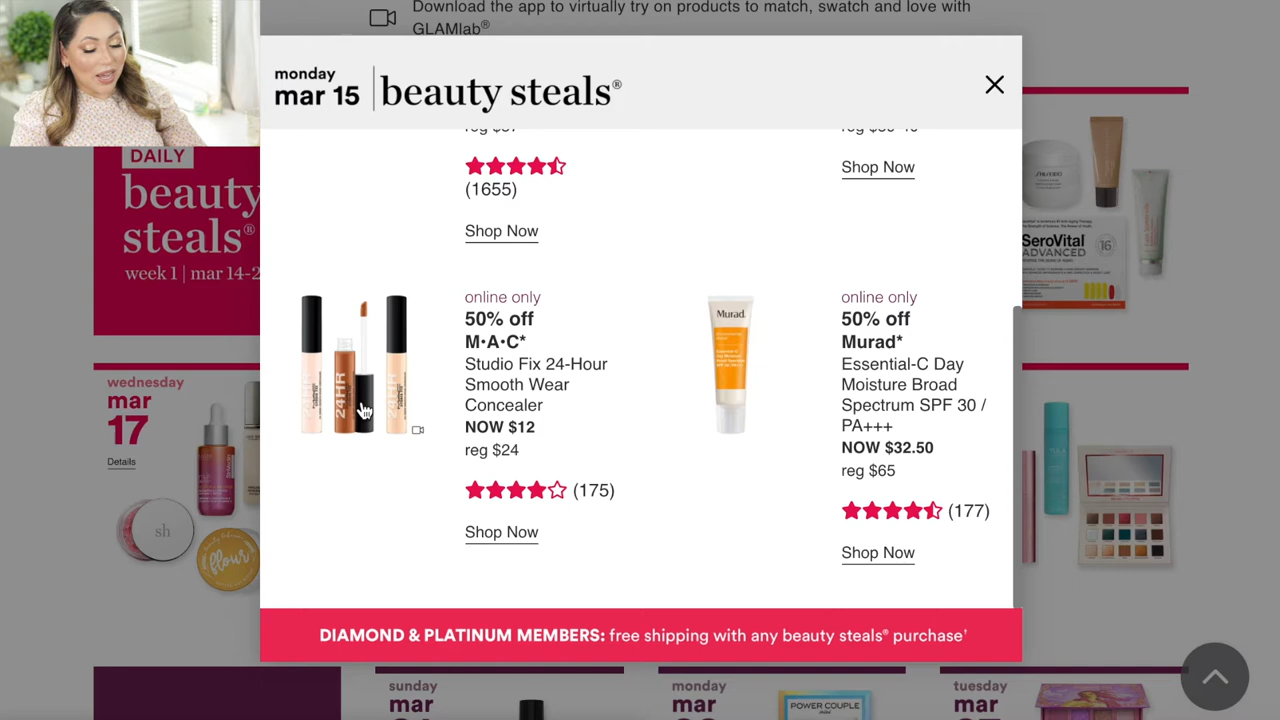 Download the app to virtually try on products to match, swatch and love with
GLAMlab®
monday
mar 15
beauty steals®
DAILY
beauty
steals®
week 1 | mar 14-2
(1655)
Shop Now
Shop Now
SeroVital
ADVANCED
16
online only
50% off
M·A·C*
Studio Fix 24-Hour
Smooth Wear
Concealer
NOW $12
reg $24
(175)
Shop Now
24HR
Murad.
online only
50% off
Murad*
Essential-C Day
Moisture Broad
Spectrum SPF 30 /
PA+++
NOW $32.50
reg $65
(177)
Shop Now
wednesday
mar
17
Details
sh
flour
DIAMOND & PLATINUM MEMBERS: free shipping with any beauty steals® purchase†
sunday
mar
monday
mar
POWER COUPLE
tuesday
mar